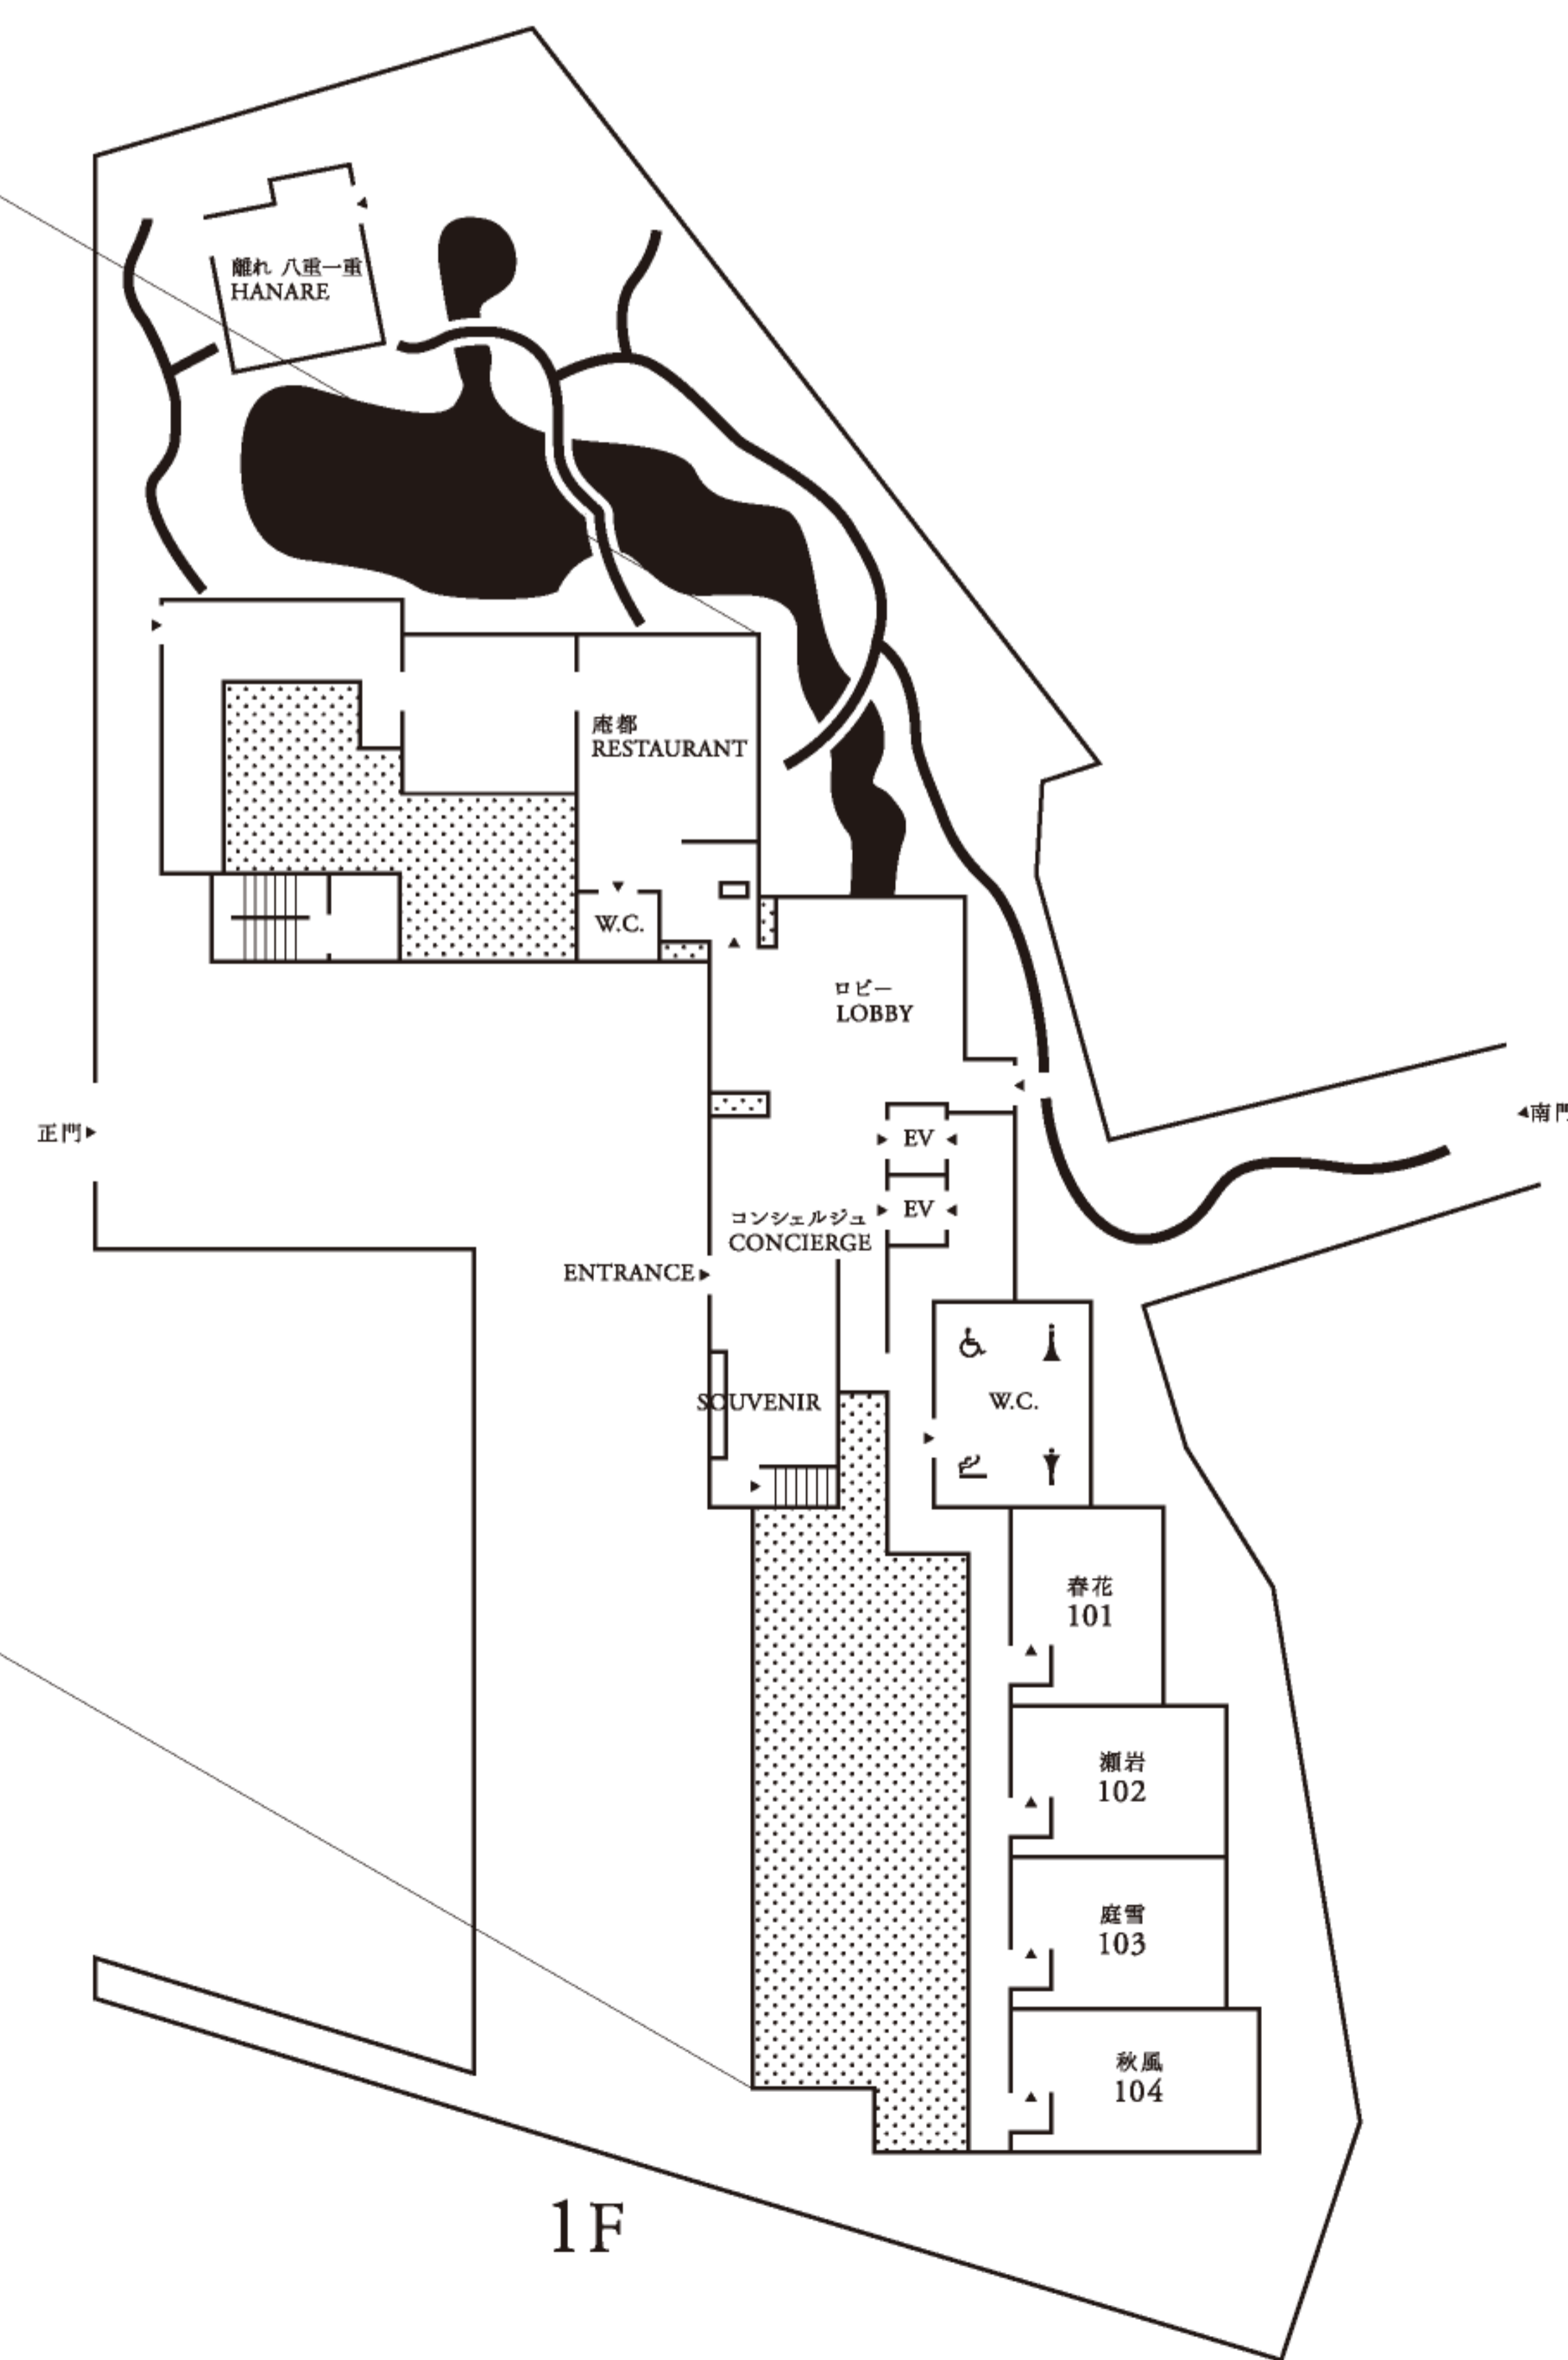 離れ 八重一重
HANARE
庵都
RESTAURANT
W.C.
ロビー
LOBBY
正門
南門
EV
EV
コンシェルジュ
CONCIERGE
ENTRANCE
SOUVENIR
W.C.
春花
101
瀬岩
102
庭雪
103
秋風
104
1F